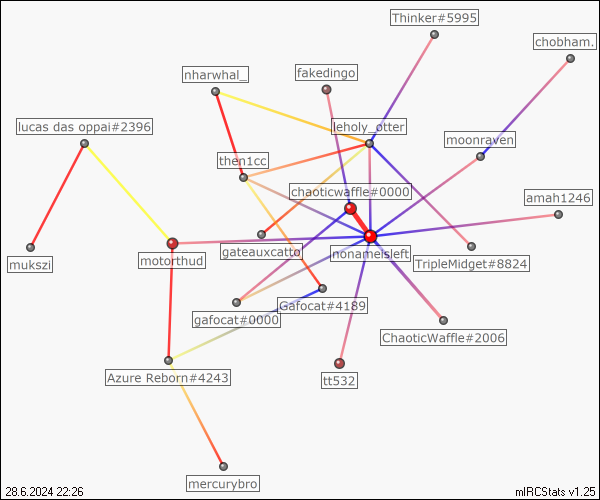 Thinker#5995
chobham.
nharwhal_
fakedingo
lucas das oppai#2396
leholy_otter
moonraven
then1cc
chaoticwaffle#0000
amah1246
mukszi
motorthud
gateauxcatto
nonameisleft
TripleMidget#8824
gafocat#0000
Gafocat#4189
ChaoticWaffle#2006
Azure Reborn#4243
tt532
mercurybro
28.6.2024 22:26
mIRCStats v1.25